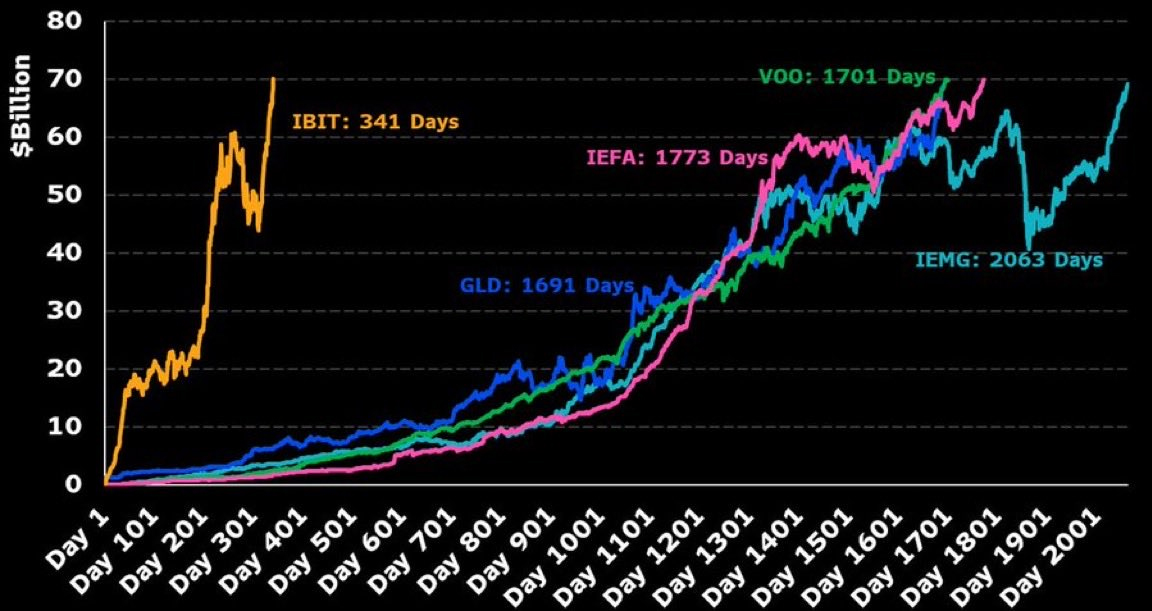 $Billion
80
70
60
50
40
30
20
10
0
IBIT: 341 Days
VOO: 1701 Days
IEFA: 1773 Days
GLD: 1691 Days
IEMG: 2063 Days
Day 1
Day 101
Day 201
Day 301
Day 401
Day 501
Day 601
Day 701
Day 801
Day 901
Day 1001
Day 1101
Day 1201
Day 1301
Day 1401
Day 1501
Day 1601
Day 1701
Day 1801
Day 1901
Day 2001